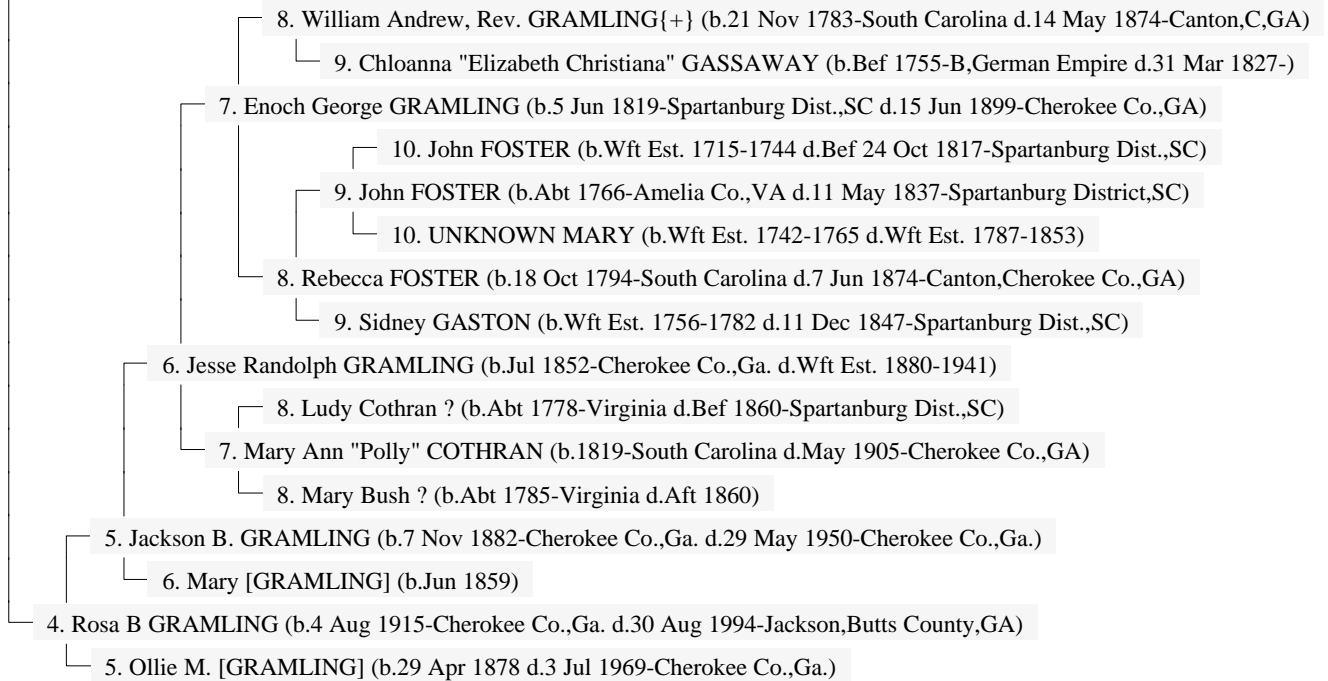 8. William Andrew, Rev. GRAMLING{+} (b.21 Nov 1783-South Carolina d.14 May 1874-Canton,C,GA)
9. Chloanna "Elizabeth Christiana" GASSAWAY (b.Bef 1755-B,German Empire d.31 Mar 1827-)
7. Enoch George GRAMLING (b.5 Jun 1819-Spartanburg Dist.,SC d.15 Jun 1899-Cherokee Co.,GA)
10. John FOSTER (b.Wft Est. 1715-1744 d.Bef 24 Oct 1817-Spartanburg Dist.,SC)
9. John FOSTER (b.Abt 1766-Amelia Co.,VA d.11 May 1837-Spartanburg District,SC)
10. UNKNOWN MARY (b.Wft Est. 1742-1765 d.Wft Est. 1787-1853)
8. Rebecca FOSTER (b.18 Oct 1794-South Carolina d.7 Jun 1874-Canton,Cherokee Co.,GA)
9. Sidney GASTON (b.Wft Est. 1756-1782 d.11 Dec 1847-Spartanburg Dist.,SC)
6. Jesse Randolph GRAMLING (b.Jul 1852-Cherokee Co.,Ga. d.Wft Est. 1880-1941)
8. Ludy Cothran ? (b.Abt 1778-Virginia d.Bef 1860-Spartanburg Dist.,SC)
7. Mary Ann "Polly" COTHRAN (b.1819-South Carolina d.May 1905-Cherokee Co.,GA)
8. Mary Bush ? (b.Abt 1785-Virginia d.Aft 1860)
5. Jackson B. GRAMLING (b.7 Nov 1882-Cherokee Co.,Ga. d.29 May 1950-Cherokee Co.,Ga.)
6. Mary [GRAMLING] (b.Jun 1859)
4. Rosa B GRAMLING (b.4 Aug 1915-Cherokee Co.,Ga. d.30 Aug 1994-Jackson,Butts County,GA)
5. Ollie M. [GRAMLING] (b.29 Apr 1878 d.3 Jul 1969-Cherokee Co.,Ga.)